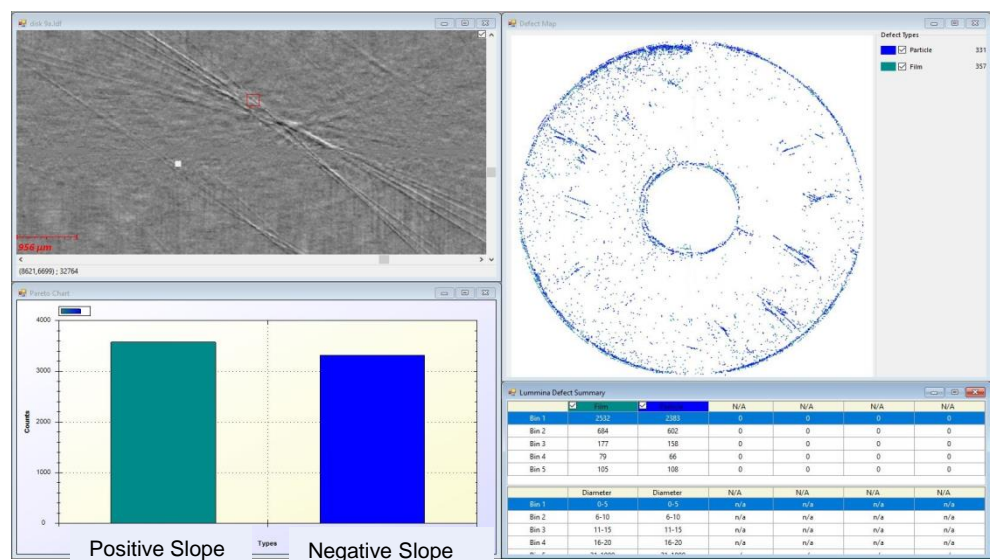 disk 9a.ldf
956 µm
(8621,6699) ; 32764
Defect Map
Defect Types
Particle 331
Film 357
Pareto Chart
4000
3000
2000
1000
0
Counts
Types
Positive Slope
Negative Slope
Lummina Defect Summary
Film N/A N/A N/A N/A
Bin 1 2532 2383 0 0 0 0
Bin 2 684 602 0 0 0 0
Bin 3 177 158 0 0 0 0
Bin 4 79 66 0 0 0 0
Bin 5 105 108 0 0 0 0
Diameter Diameter N/A N/A N/A N/A
Bin 1 0-5 0-5 n/a n/a n/a n/a
Bin 2 6-10 6-10 n/a n/a n/a n/a
Bin 3 11-15 11-15 n/a n/a n/a n/a
Bin 4 16-20 16-20 n/a n/a n/a n/a